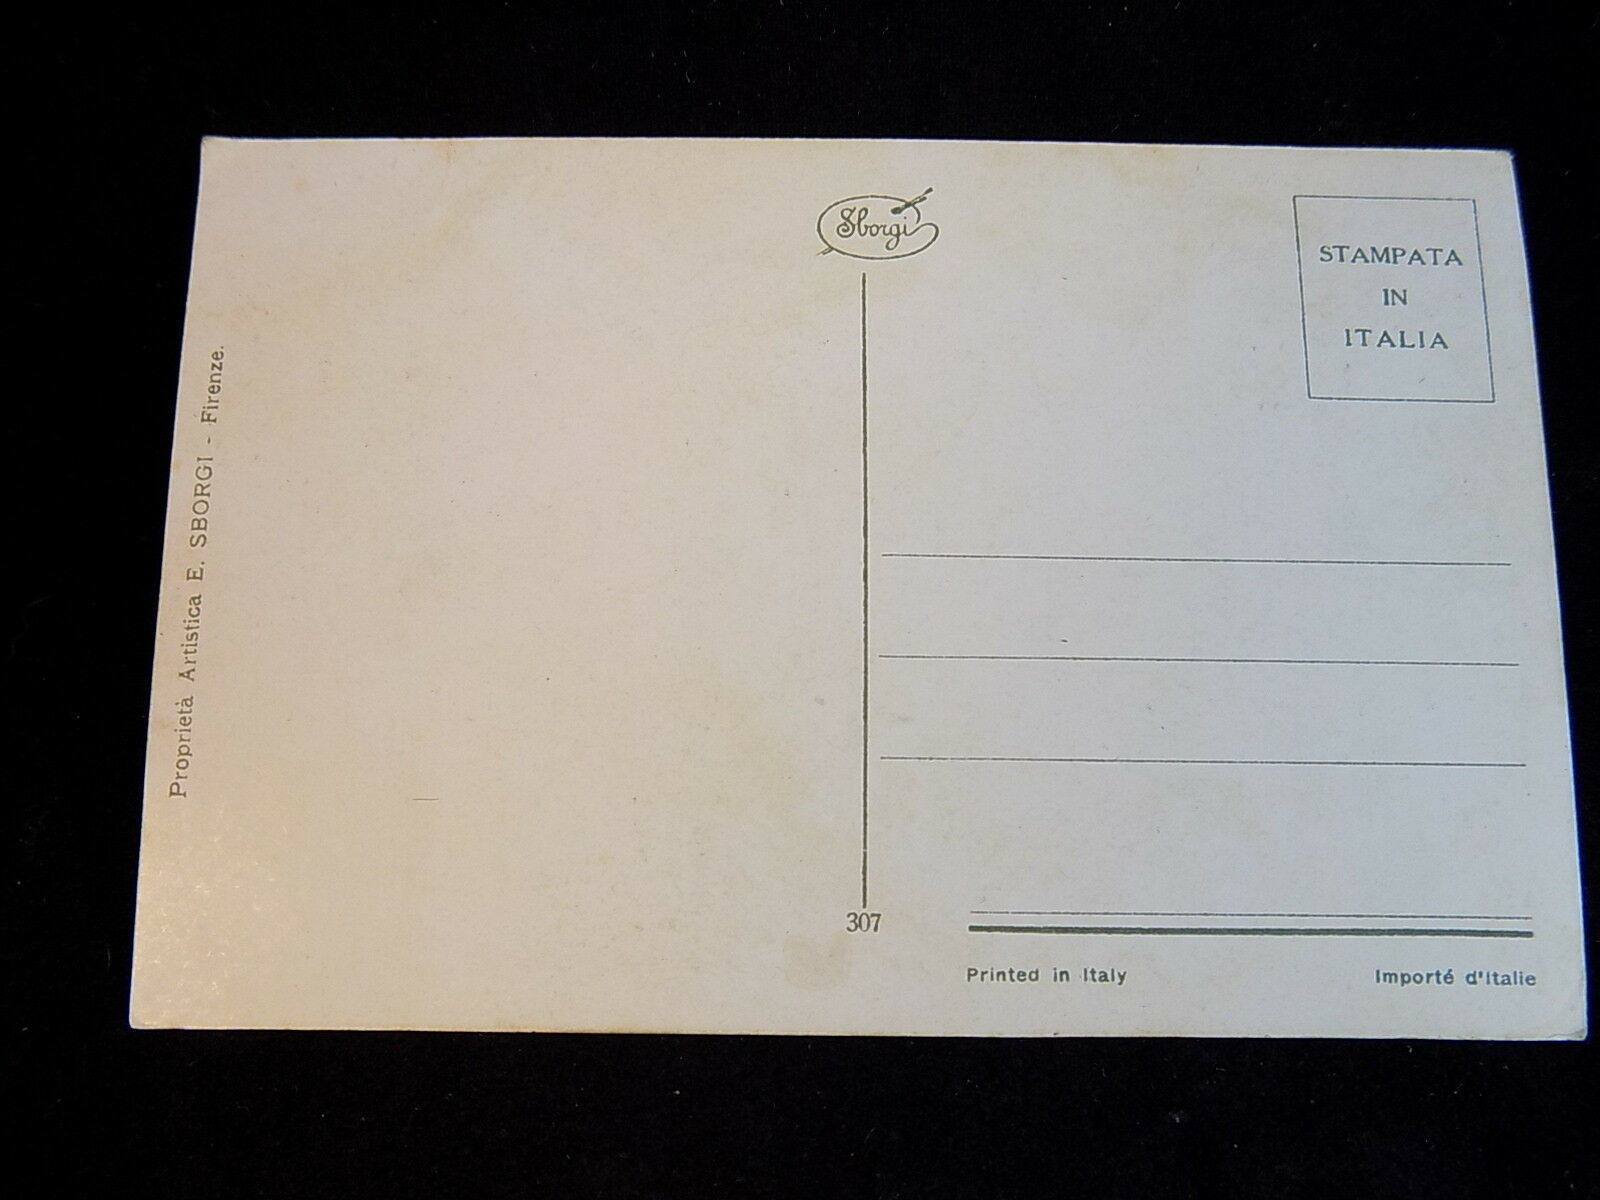 Proprietà Artistica E. SBORGI - Firenze.
Sborgi
STAMPATA
IN
ITALIA
307
Printed in Italy
Importé d'Italie